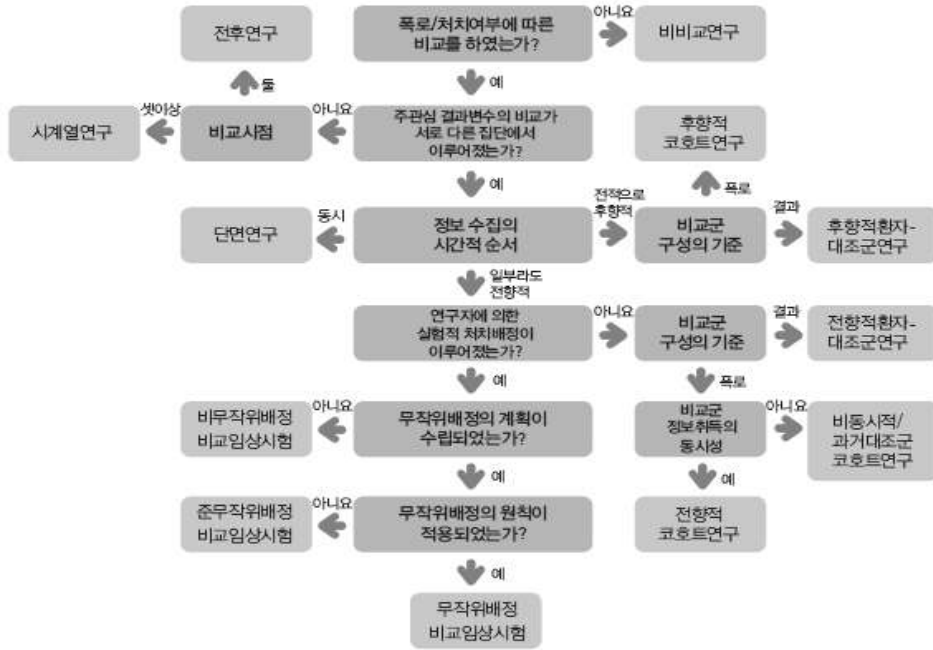 전후연구
폭로/처치여부에 따른
비교를 하였는가?
아니요
비비교연구
둘
예
시계열연구
셋이상
비교시점
아니요
주관심 결과변수의 비교가
서로 다른 집단에서
이루어졌는가?
후향적
코호트연구
예
폭로
단면연구
동시
정보 수집의
시간적 순서
전적으로
후향적
비교군
구성의 기준
결과
후향적환자-
대조군연구
일부라도
전향적
연구자에 의한
실험적 처치배정이
이루어졌는가?
아니요
비교군
구성의 기준
결과
전향적환자-
대조군연구
예
폭로
비무작위배정
비교임상시험
아니요
무작위배정의 계획이
수립되었는가?
비교군
정보취득의
동시성
아니요
비동시적/
과거대조군
코호트연구
예
예
준무작위배정
비교임상시험
아니요
무작위배정의 원칙이
적용되었는가?
전향적
코호트연구
예
무작위배정
비교임상시험